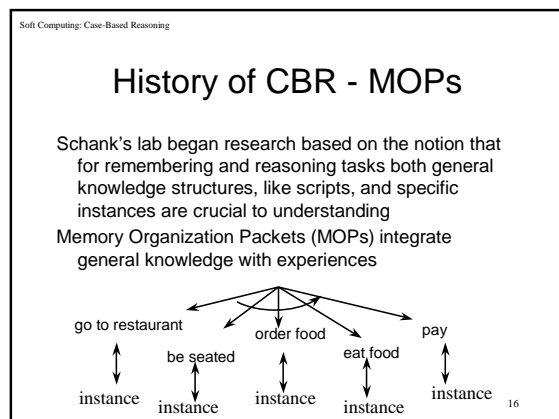 Soft Computing: Case-Based Reasoning
History of CBR - MOPs
Schank's lab began research based on the notion that
for remembering and reasoning tasks both general
knowledge structures, like scripts, and specific
instances are crucial to understanding
Memory Organization Packets (MOPs) integrate
general knowledge with experiences
go to restaurant
be seated
order food
eat food
pay
instance
instance
instance
instance
instance
16